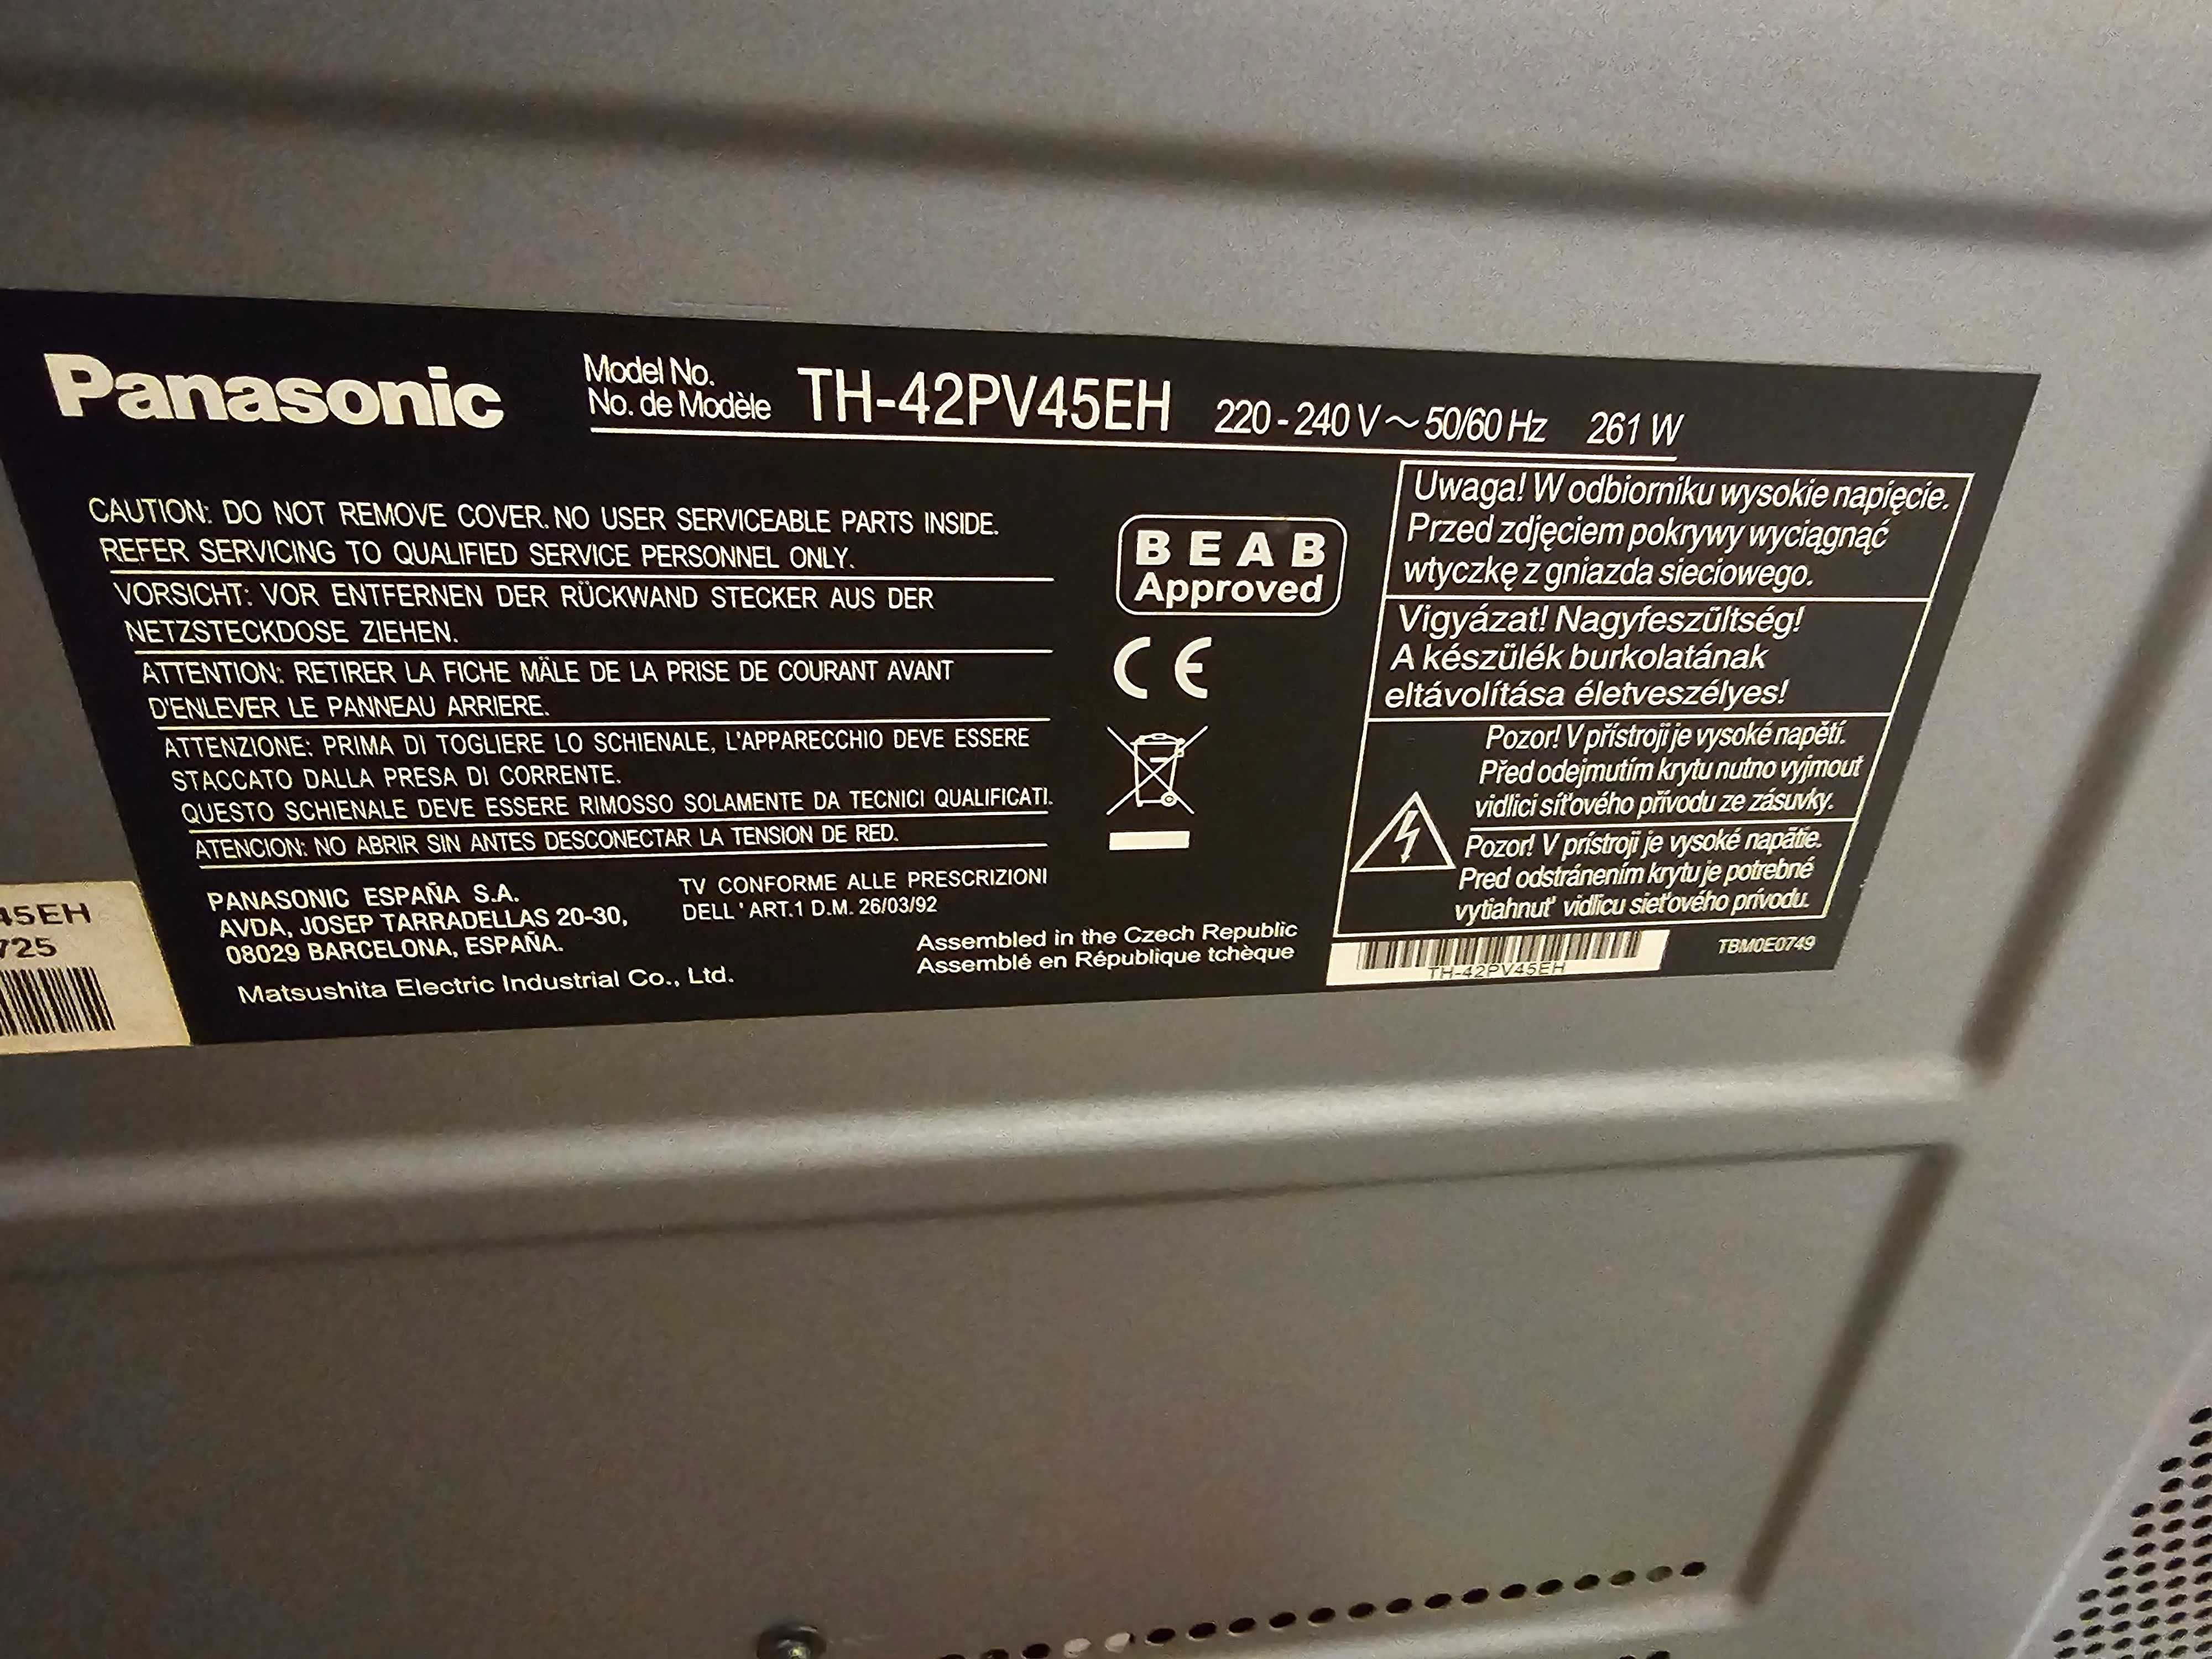 Panasonic
Model No.
No. de Modèle
TH-42PV45EH
220 - 240 V ~ 50/60 Hz 261 W
CAUTION: DO NOT REMOVE COVER. NO USER SERVICEABLE PARTS INSIDE.
REFER SERVICING TO QUALIFIED SERVICE PERSONNEL ONLY.
VORSICHT: VOR ENTFERNEN DER RÜCKWAND STECKER AUS DER
NETZSTECKDOSE ZIEHEN.
ATTENTION: RETIRER LA FICHE MÄLE DE LA PRISE DE COURANT AVANT
D'ENLEVER LE PANNEAU ARRIERE.
ATTENZIONE: PRIMA DI TOGLIERE LO SCHIENALE, L'APPARECCHIO DEVE ESSERE
STACCATO DALLA PRESA DI CORRENTE.
QUESTO SCHIENALE DEVE ESSERE RIMOSSO SOLAMENTE DA TECNICI QUALIFICATI.
ATENCION: NO ABRIR SIN ANTES DESCONECTAR LA TENSION DE RED.
PANASONIC ESPAÑA S.A.
AVDA, JOSEP TARRADELLAS 20-30,
08029 BARCELONA, ESPAÑA.
Matsushita Electric Industrial Co., Ltd.
TV CONFORME ALLE PRESCRIZIONI
DELL ' ART.1 D.M. 26/03/92
Assembled in the Czech Republic
Assemblé en République tchèque
BEAB
Approved
CE
Uwaga! W odbiorniku wysokie napięcie.
Przed zdjęciem pokrywy wyciągnąć
wtyczkę z gniazda sieciowego.
Vigyázat! Nagyfeszültség!
A készülék burkolatának
eltávolítása életveszélyes!
Pozor! V přístroji je vysoké napětí.
Před odejmutím krytu nutno vyjmout
vidlici síťového přívodu ze zásuvky.
Pozor! V prístroji je vysoké napätie.
Pred odstránením krytu je potrebné
vytiahnuť vidlicu sieťového prívodu.
TH-42PV45EH
TBM0E0749
45EH
725